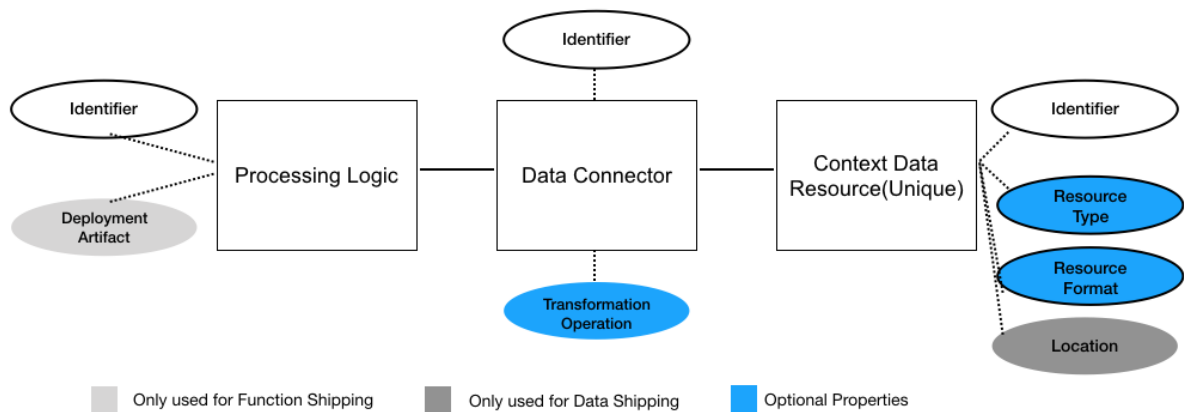 Identifier
Identifier
Deployment
Artifact
Processing Logic
Identifier
Data Connector
Transformation
Operation
Context Data
Resource(Unique)
Identifier
Resource
Type
Resource
Format
Location
Only used for Function Shipping
Only used for Data Shipping
Optional Properties